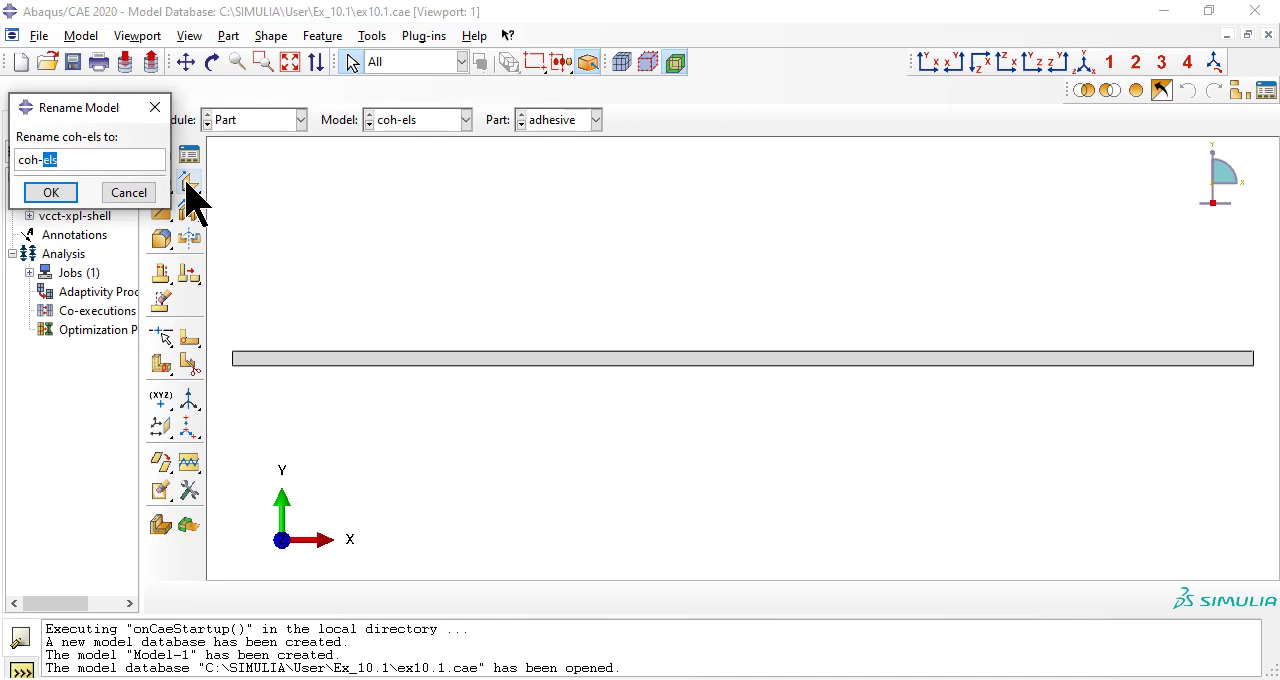 Abaqus/CAE 2020 - Model Database: C:\SIMULIA\User\Ex_10.1\ex10.1.cae [Viewport: 1]
File Model Viewport View Part Shape Feature Tools Plug-ins Help
All
1 2 3 4
Rename Model
Rename coh-els to:
coh-els
OK Cancel
dule: Part Model: coh-els Part: adhesive
vcct-xpl-shell
Annotations
Analysis
Jobs (1)
Adaptivity Proc
Co-executions
Optimization P
(XYZ)
Y
X
Y
X
Z
SIMULIA
Executing "onCaeStartup()" in the local directory ...
A new model database has been created.
The model "Model-1" has been created.
The model database "C:\SIMULIA\User\Ex_10.1\ex10.1.cae" has been opened.
>>>